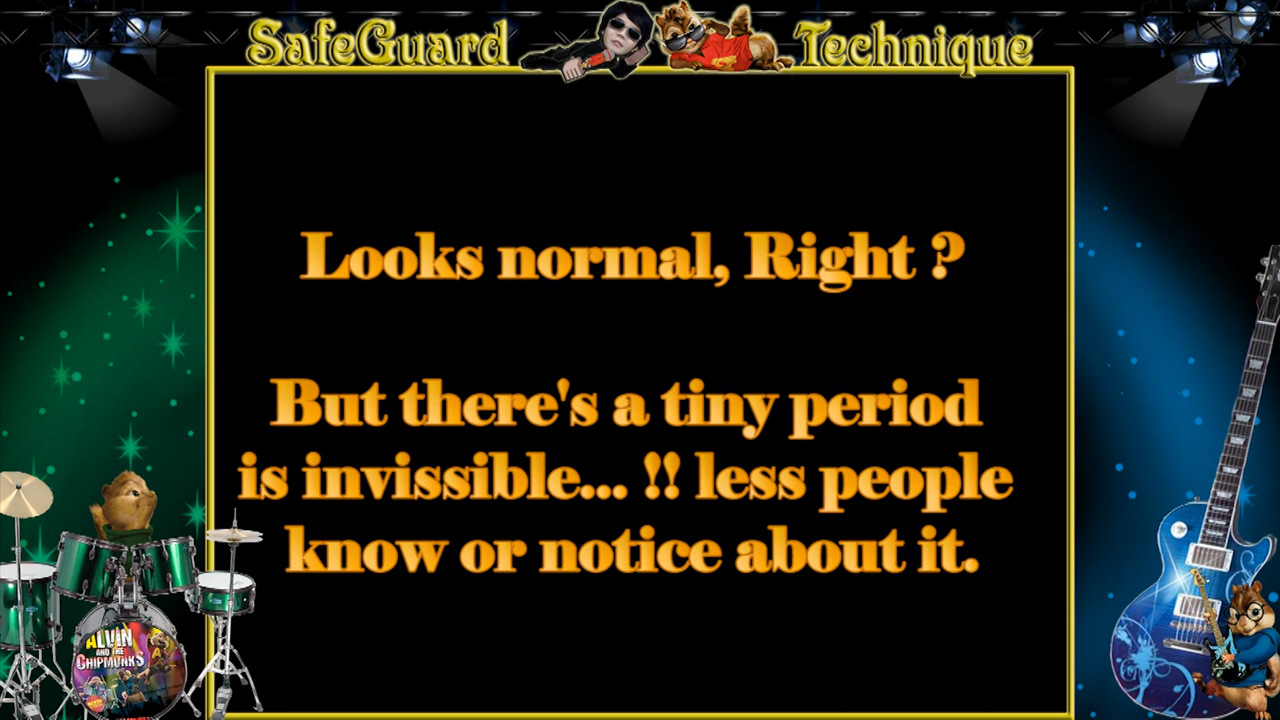 SafeGuard Technique
Looks normal, Right ?
But there's a tiny period
is invissible... !! less people
know or notice about it.
ALVIN
AND THE
CHIPMUNKS